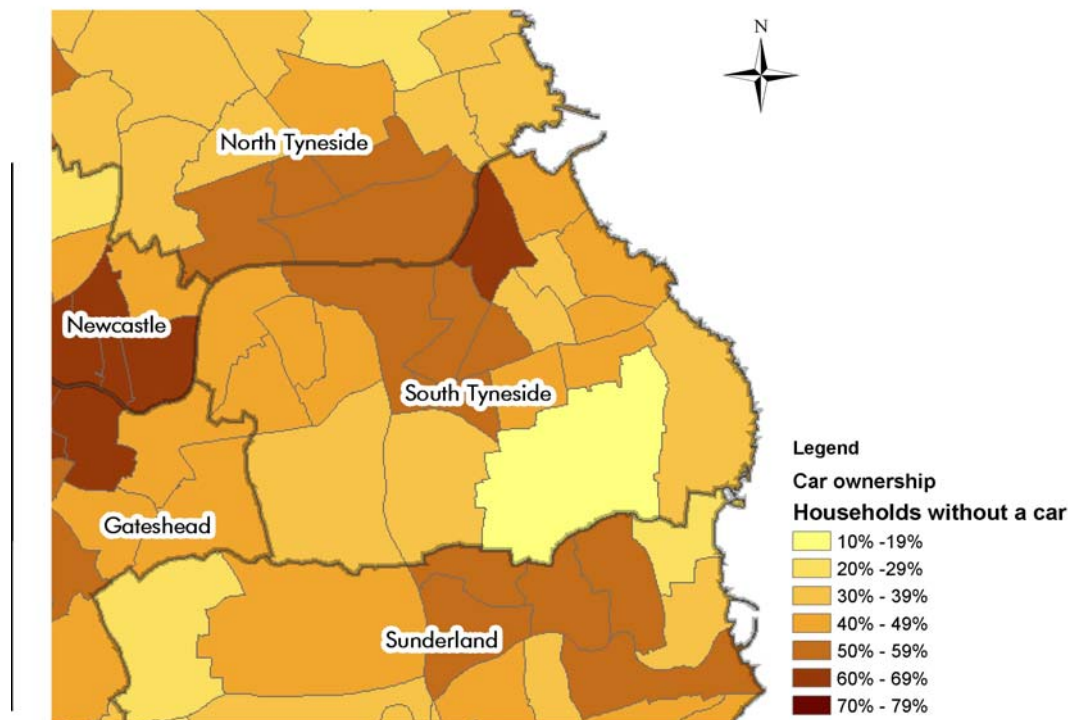 N
North Tyneside
Newcastle
South Tyneside
Gateshead
Sunderland
Legend
Car ownership
Households without a car
10% -19%
20% -29%
30% - 39%
40% - 49%
50% - 59%
60% - 69%
70% - 79%